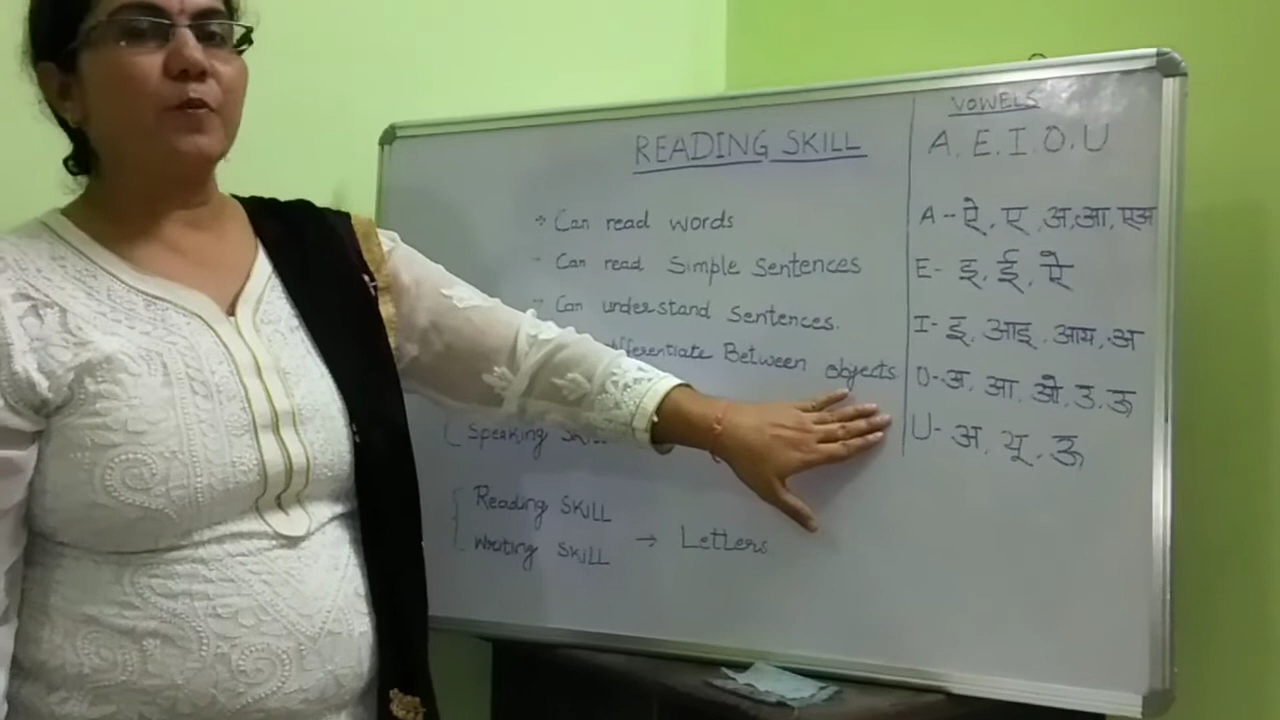 READING SKILL
→ Can read words
Can read Simple Sentences
Can understand Sentences.
differentiate Between objects
Speaking
Reading SKILL
Writing SKILL → Letters
VOWELS
A. E. I. O. U
A - ऐ, ए, अ, आ, एअ
E - इ, ई, ऐ
I - इ, आइ, आय, अ
O - अ, आ, ओ, उ, ऊ
U - अ, यू, ऊ